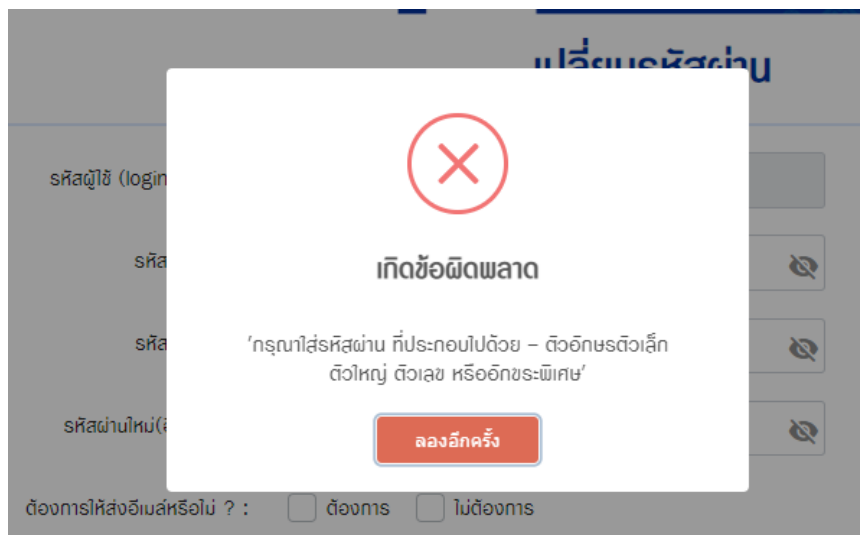 เปลี่ยนรหัสผ่าน
รหัสผู้ใช้ (login
เกิดข้อผิดพลาด
'กรุณาใส่รหัสผ่าน ที่ประกอบไปด้วย – ตัวอักษรตัวเล็ก
ตัวใหญ่ ตัวเลข หรืออักขระพิเศษ'
รหัสผ่านใหม่(
ลองอีกครั้ง
ต้องการให้ส่งอีเมล์หรือไม่ ? : ต้องการ ไม่ต้องการ